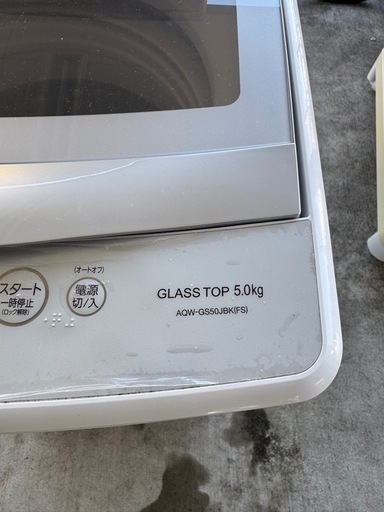 スタート
一時停止
(ロック解除)
(オートオフ)
電源
切/入
GLASS TOP 5.0kg
AQW-GS50JBK(FS)